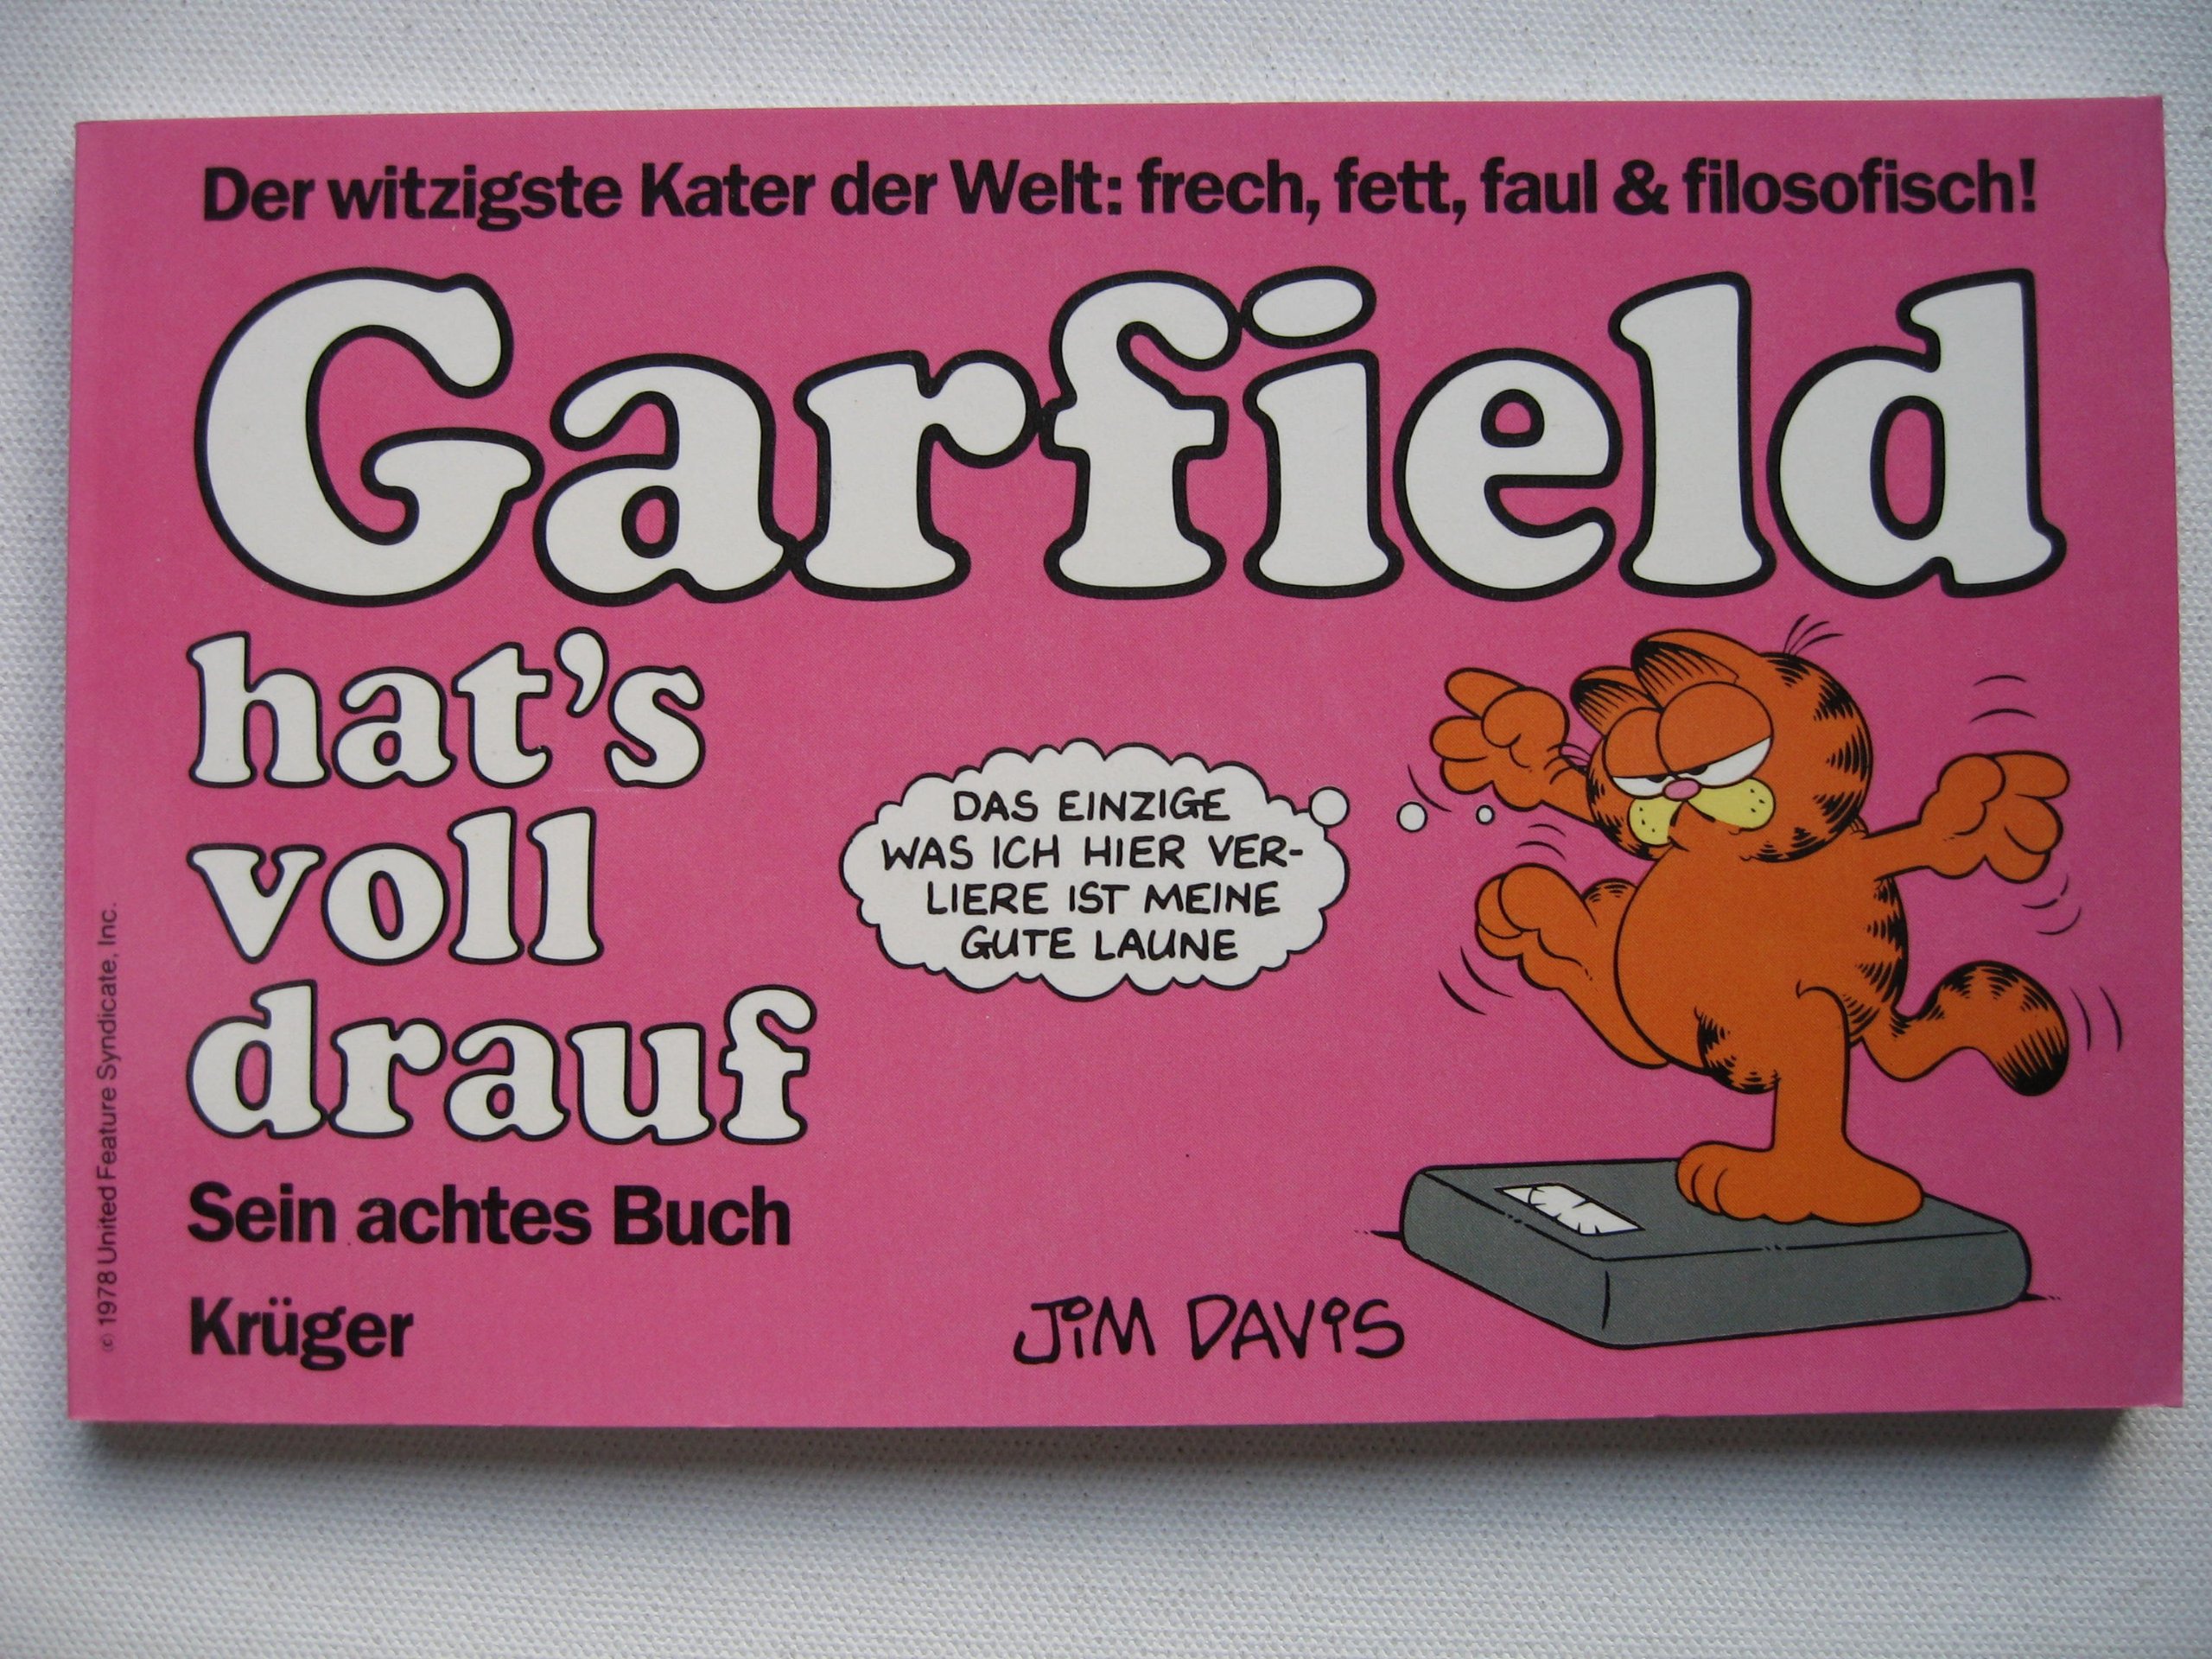 Der witzigste Kater der Welt: frech, fett, faul & filosofisch!
Garfield
hat's
voll
drauf
DAS EINZIGE
WAS ICH HIER VER-
LIERE IST MEINE
GUTE LAUNE
Sein achtes Buch
Krüger
JIM DAVIS
© 1978 United Feature Syndicate, Inc.